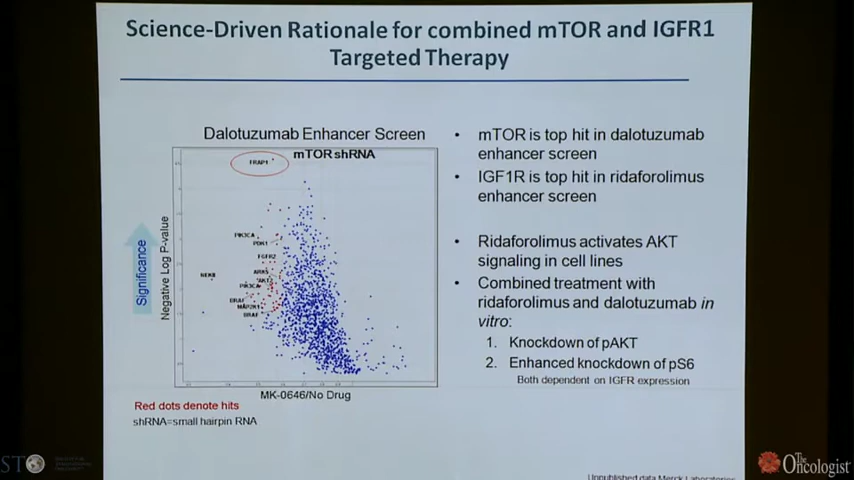 Science-Driven Rationale for combined mTOR and IGFR1
Targeted Therapy
Dalotuzumab Enhancer Screen
mTOR shRNA
FRAP1
PIK3CA
PDK1
FGFR2
NEK8
AKT2
PIK3CA
BRAF
MAP2K1
BRAF
Significance
Negative Log P-value
MK-0646/No Drug
Red dots denote hits
shRNA=small hairpin RNA
• mTOR is top hit in dalotuzumab
enhancer screen
• IGF1R is top hit in ridaforolimus
enhancer screen
• Ridaforolimus activates AKT
signaling in cell lines
• Combined treatment with
ridaforolimus and dalotuzumab in
vitro:
1. Knockdown of pAKT
2. Enhanced knockdown of pS6
Both dependent on IGFR expression
Unpublished data Merck Laboratories
STO
The
Oncologist